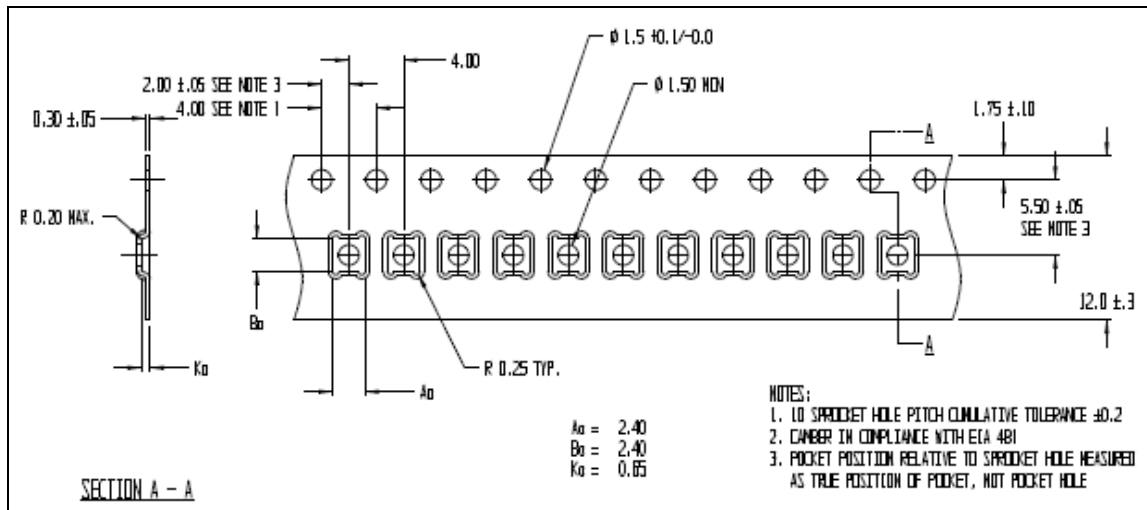 Ø 1.5 +0.1/-0.0
4.00
2.00 ±.05 SEE NOTE 3
Ø 1.50 MIN
4.00 SEE NOTE 1
1.75 ±.10
0.30 ±.05
A
R 0.20 MAX.
5.50 ±.05
SEE NOTE 3
12.0 ±.3
Bo
A
R 0.25 TYP.
Ko
Ao
NOTES:
1. 10 SPROCKET HOLE PITCH CUMULATIVE TOLERANCE ±0.2
2. CAMBER IN COMPLIANCE WITH EIA 481
3. POCKET POSITION RELATIVE TO SPROCKET HOLE MEASURED
AS TRUE POSITION OF POCKET, NOT POCKET HOLE
Ao = 2.40
Bo = 2.40
Ko = 0.65
SECTION A - A